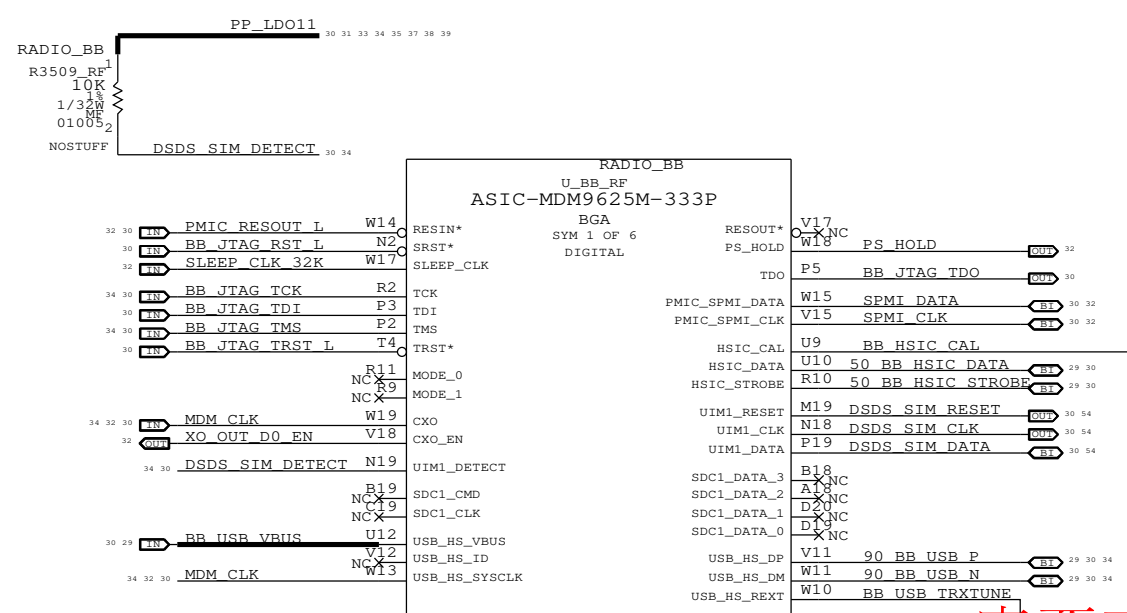 PP_LDO11 30 31 33 34 35 37 38 39
RADIO_BB
1
R3509_RF
10K
1%
1/32W
MF
01005
2
NOSTUFF
DSDS_SIM_DETECT 30 34
RADIO_BB
U_BB_RF
ASIC-MDM9625M-333P
BGA
SYM 1 OF 6
DIGITAL
32 30 IN PMIC_RESOUT_L W14 RESIN*
30 IN BB_JTAG_RST_L N2 SRST*
32 IN SLEEP_CLK_32K W17 SLEEP_CLK
34 30 IN BB_JTAG_TCK R2 TCK
30 IN BB_JTAG_TDI P3 TDI
34 30 IN BB_JTAG_TMS P2 TMS
30 IN BB_JTAG_TRST_L T4 TRST*
NC R11 MODE_0
NC R9 MODE_1
34 32 30 IN MDM_CLK W19 CXO
32 OUT XO_OUT_D0_EN V18 CXO_EN
34 30 DSDS_SIM_DETECT N19 UIM1_DETECT
NC B19 SDC1_CMD
NC C19 SDC1_CLK
30 29 IN BB_USB_VBUS U12 USB_HS_VBUS
NC V12 USB_HS_ID
34 32 30 MDM_CLK W13 USB_HS_SYSCLK
RESOUT* V17 NC
PS_HOLD W18 PS_HOLD OUT 32
TDO P5 BB_JTAG_TDO OUT 30
PMIC_SPMI_DATA W15 SPMI_DATA BI 30 32
PMIC_SPMI_CLK V15 SPMI_CLK BI 30 32
HSIC_CAL U9 BB_HSIC_CAL
HSIC_DATA U10 50_BB_HSIC_DATA BI 29 30
HSIC_STROBE R10 50_BB_HSIC_STROBE BI 29 30
UIM1_RESET M19 DSDS_SIM_RESET OUT 30 54
UIM1_CLK N18 DSDS_SIM_CLK OUT 30 54
UIM1_DATA P19 DSDS_SIM_DATA BI 30 54
SDC1_DATA_3 B18 NC
SDC1_DATA_2 A18 NC
SDC1_DATA_1 D20 NC
SDC1_DATA_0 D19 NC
USB_HS_DP V11 90_BB_USB_P BI 29 30 34
USB_HS_DM W11 90_BB_USB_N BI 29 30 34
USB_HS_REXT W10 BB_USB_TRXTUNE